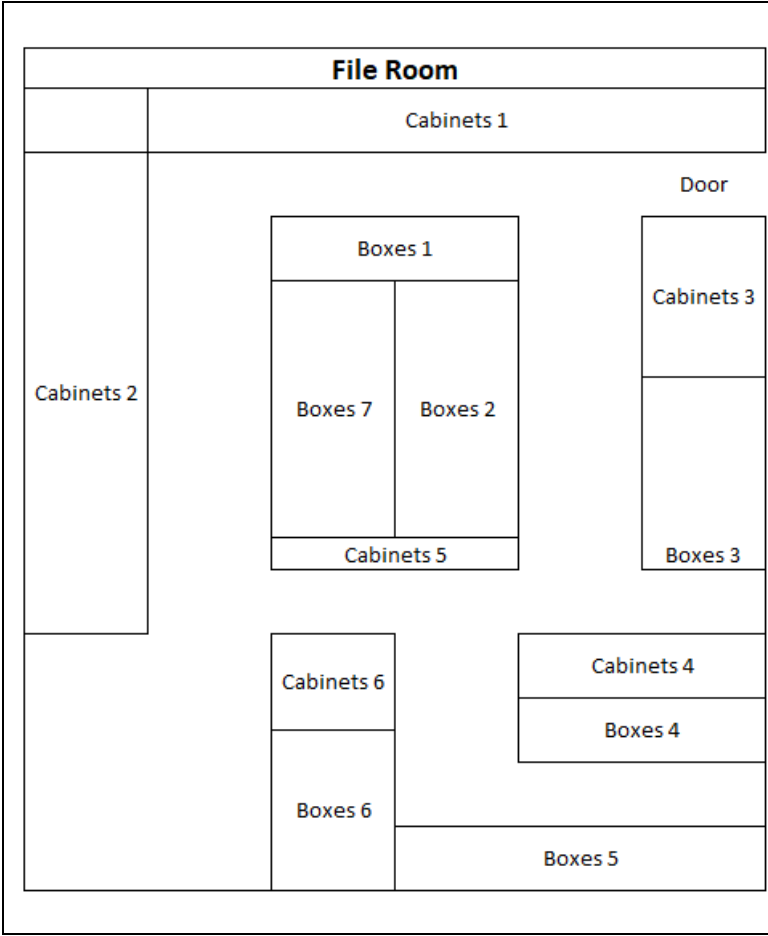 File Room
Cabinets 1
Door
Boxes 1
Cabinets 3
Cabinets 2
Boxes 7
Boxes 2
Cabinets 5
Boxes 3
Cabinets 4
Cabinets 6
Boxes 4
Boxes 6
Boxes 5